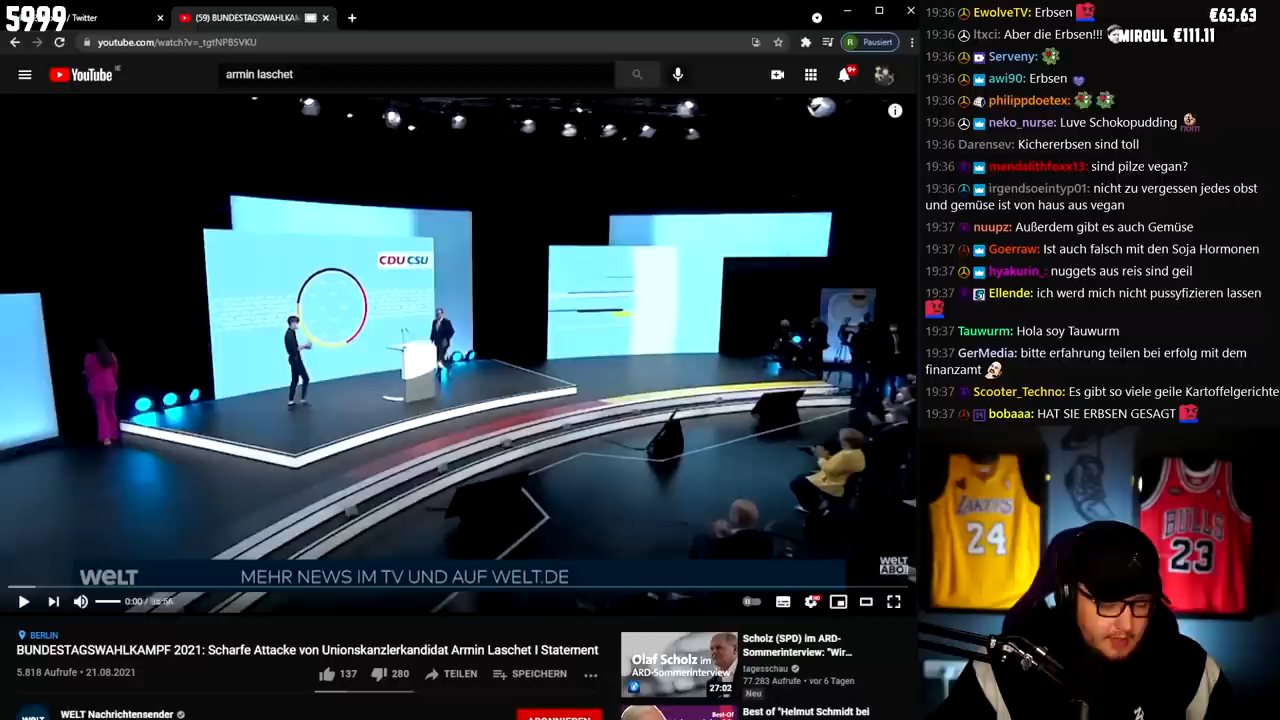 5999
/ Twitter
(59) BUNDESTAGSWAHLKAM
youtube.com/watch?v=_tgtNPBSVKU
Pausiert
YouTube
IE
armin laschet
9+
CDU CSU
WELT
MEHR NEWS IM TV UND AUF WELT.DE
WELT
ABO
0:00 /
BERLIN
BUNDESTAGSWAHLKAMPF 2021: Scharfe Attacke von Unionskanzlerkandidat Armin Laschet I Statement
5.818 Aufrufe • 21.08.2021
137
280
TEILEN
SPEICHERN
WELT Nachrichtensender
ABONNIEREN
Olaf Scholz im
ARD-Sommerinterview
27:02
Scholz (SPD) im ARD-
Sommerinterview: "Wir...
tagesschau
77.283 Aufrufe • vor 6 Tagen
Neu
Best-Of
Best of "Helmut Schmidt bei
€63.63
MIROUL €111.11
19:36 EwolveTV: Erbsen
19:36 ltxci: Aber die Erbsen!!!
19:36 Serveny:
19:36 awi90: Erbsen
19:36 philippdoetex:
19:36 neko_nurse: Luve Schokopudding
19:36 Darensev: Kichererbsen sind toll
19:36 mendalithfoxx13: sind pilze vegan?
19:36 irgendsoeintyp01: nicht zu vergessen jedes obst
und gemüse ist von haus aus vegan
19:37 nuupz: Außerdem gibt es auch Gemüse
19:37 Goerraw: Ist auch falsch mit den Soja Hormonen
19:37 hyakurin_: nuggets aus reis sind geil
19:37 Ellende: ich werd mich nicht pussyfizieren lassen
19:37 Tauwurm: Hola soy Tauwurm
19:37 GerMedia: bitte erfahrung teilen bei erfolg mit dem
finanzamt
19:37 Scooter_Techno: Es gibt so viele geile Kartoffelgerichte
19:37 bobaaa: HAT SIE ERBSEN GESAGT
LAKERS
24
BULLS
23